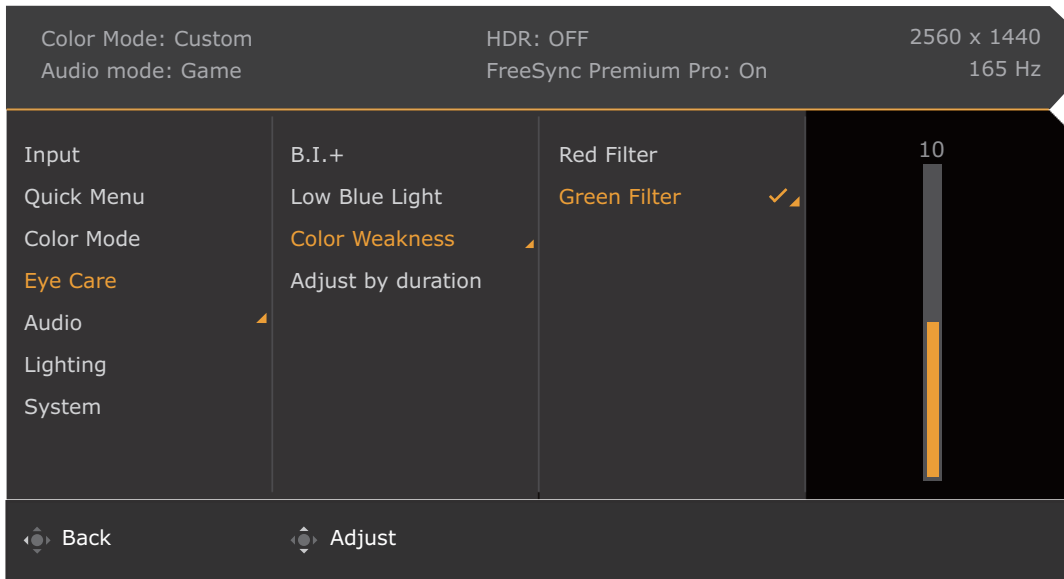 Color Mode: Custom
HDR: OFF
2560 x 1440
Audio mode: Game
FreeSync Premium Pro: On
165 Hz
Input
B.I.+
Red Filter
10
Quick Menu
Low Blue Light
Green Filter
Color Mode
Color Weakness
Eye Care
Adjust by duration
Audio
Lighting
System
Back
Adjust